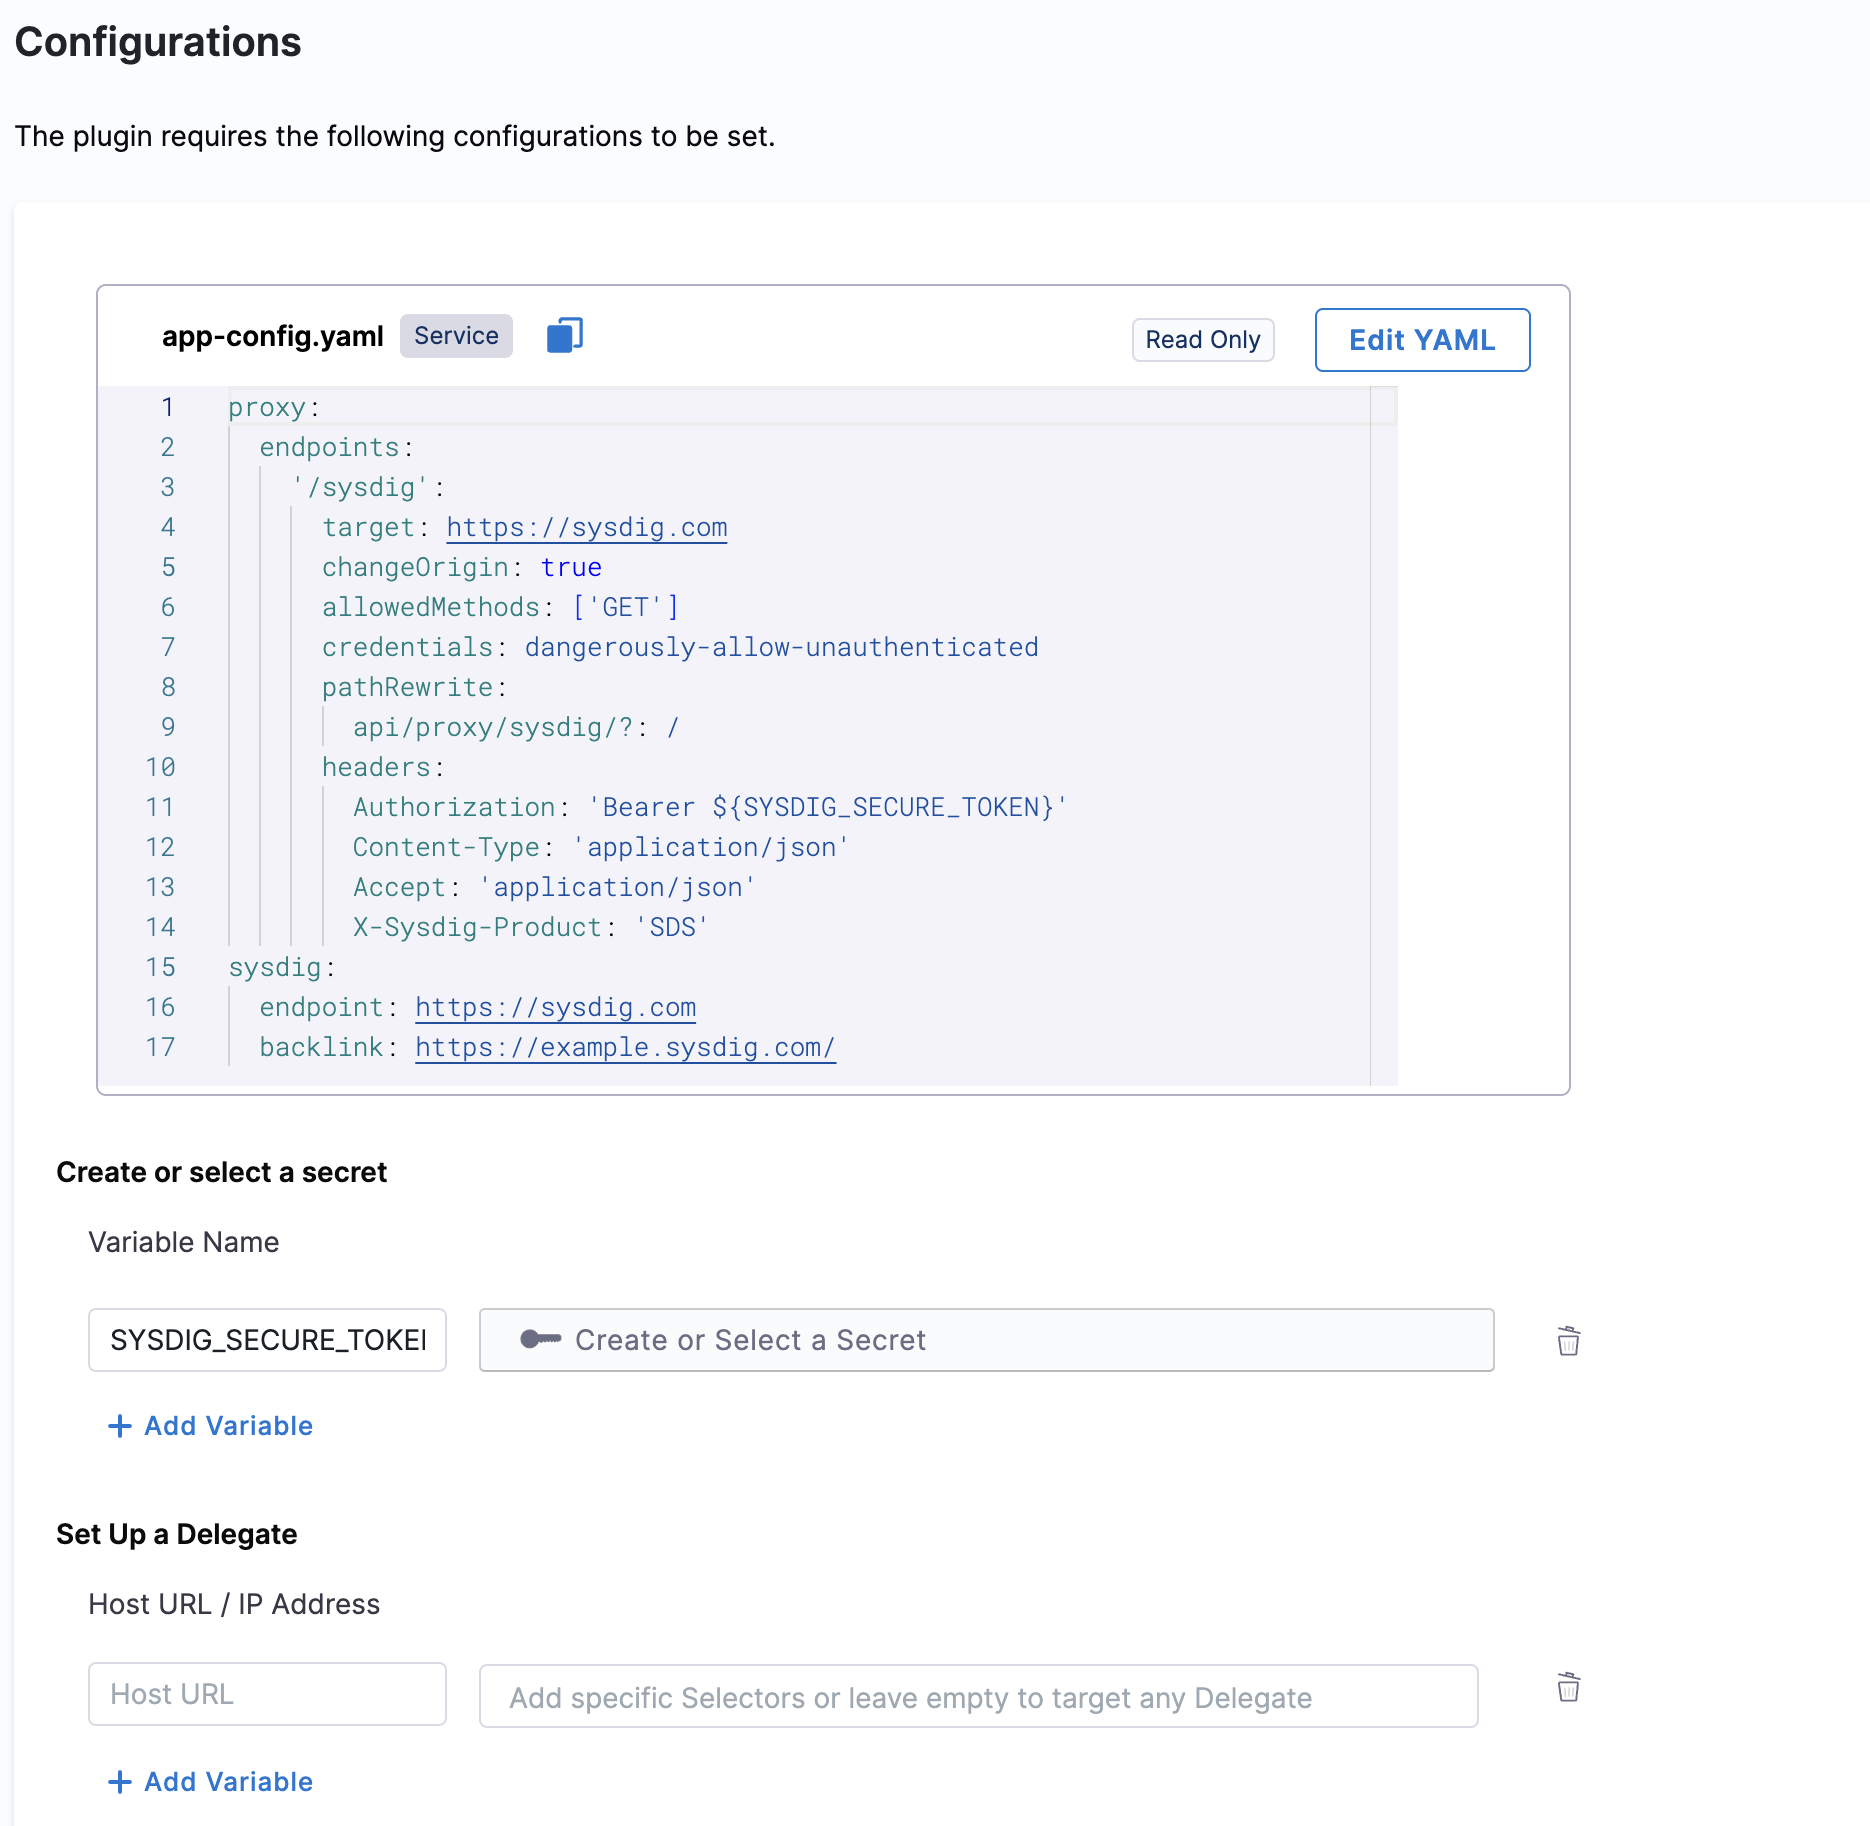 Configurations
The plugin requires the following configurations to be set.
app-config.yaml Service Read Only Edit YAML
1 proxy:
2   endpoints:
3     '/sysdig':
4       target: https://sysdig.com
5       changeOrigin: true
6       allowedMethods: ['GET']
7       credentials: dangerously-allow-unauthenticated
8       pathRewrite:
9         api/proxy/sysdig/?: /
10       headers:
11         Authorization: 'Bearer ${SYSDIG_SECURE_TOKEN}'
12         Content-Type: 'application/json'
13         Accept: 'application/json'
14         X-Sysdig-Product: 'SDS'
15 sysdig:
16   endpoint: https://sysdig.com
17   backlink: https://example.sysdig.com/
Create or select a secret
Variable Name
SYSDIG_SECURE_TOKEN Create or Select a Secret
+ Add Variable
Set Up a Delegate
Host URL / IP Address
Host URL Add specific Selectors or leave empty to target any Delegate
+ Add Variable